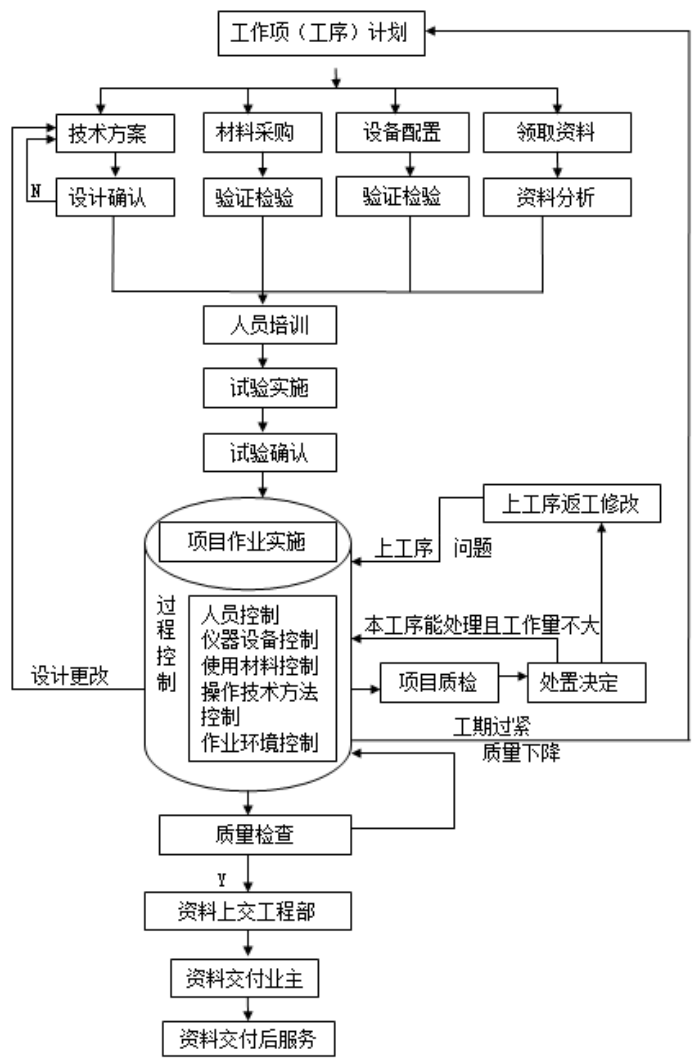 工作项（工序）计划
技术方案
材料采购
设备配置
领取资料
N
设计确认
验证检验
验证检验
资料分析
人员培训
试验实施
试验确认
上工序返工修改
项目作业实施
上工序 问题
过程控制
人员控制
仪器设备控制
使用材料控制
操作技术方法
控制
作业环境控制
本工序能处理且工作量不大
设计更改
项目质检
处置决定
工期过紧
质量下降
质量检查
Y
资料上交工程部
资料交付业主
资料交付后服务